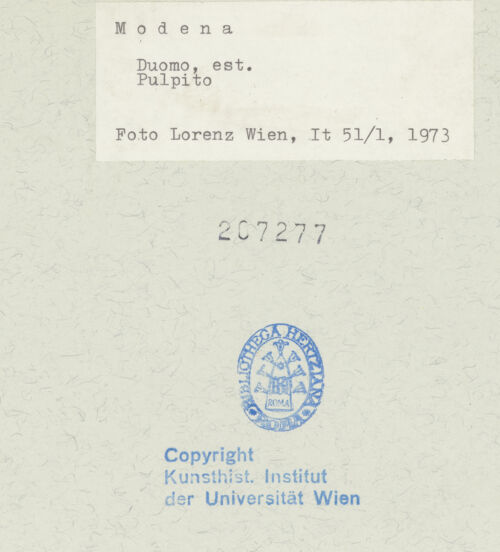 M o d e n a
Duomo, est.
Pulpito
Foto Lorenz Wien, It 51/1, 1973
207277
BIBLIOTHECA HERTZIANA
ROMA
Copyright
Kunsthist. Institut
der Universität Wien